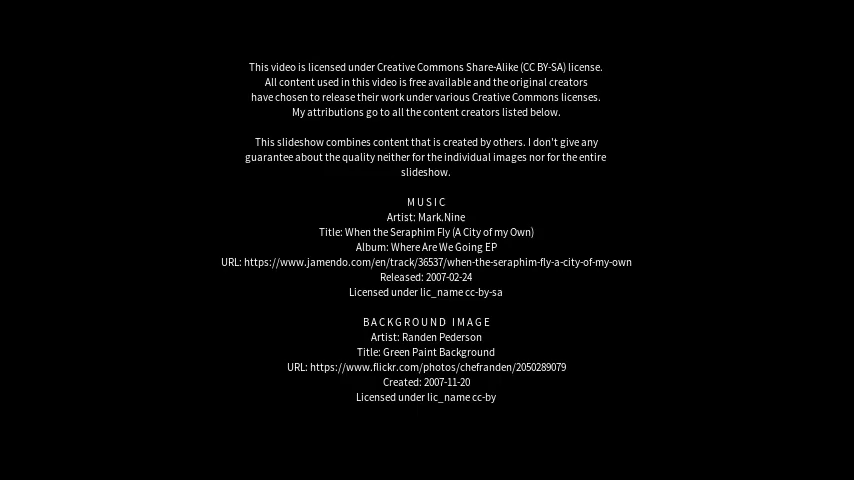 This video is licensed under Creative Commons Share-Alike (CC BY-SA) license.
All content used in this video is free available and the original creators
have chosen to release their work under various Creative Commons licenses.
My attributions go to all the content creators listed below.
This slideshow combines content that is created by others. I don't give any
guarantee about the quality neither for the individual images nor for the entire
slideshow.
MUSIC
Artist: Mark.Nine
Title: When the Seraphim Fly (A City of my Own)
Album: Where Are We Going EP
URL: https://www.jamendo.com/en/track/36537/when-the-seraphim-fly-a-city-of-my-own
Released: 2007-02-24
Licensed under lic_name cc-by-sa
BACKGROUND IMAGE
Artist: Randen Pederson
Title: Green Paint Background
URL: https://www.flickr.com/photos/chefranden/2050289079
Created: 2007-11-20
Licensed under lic_name cc-by